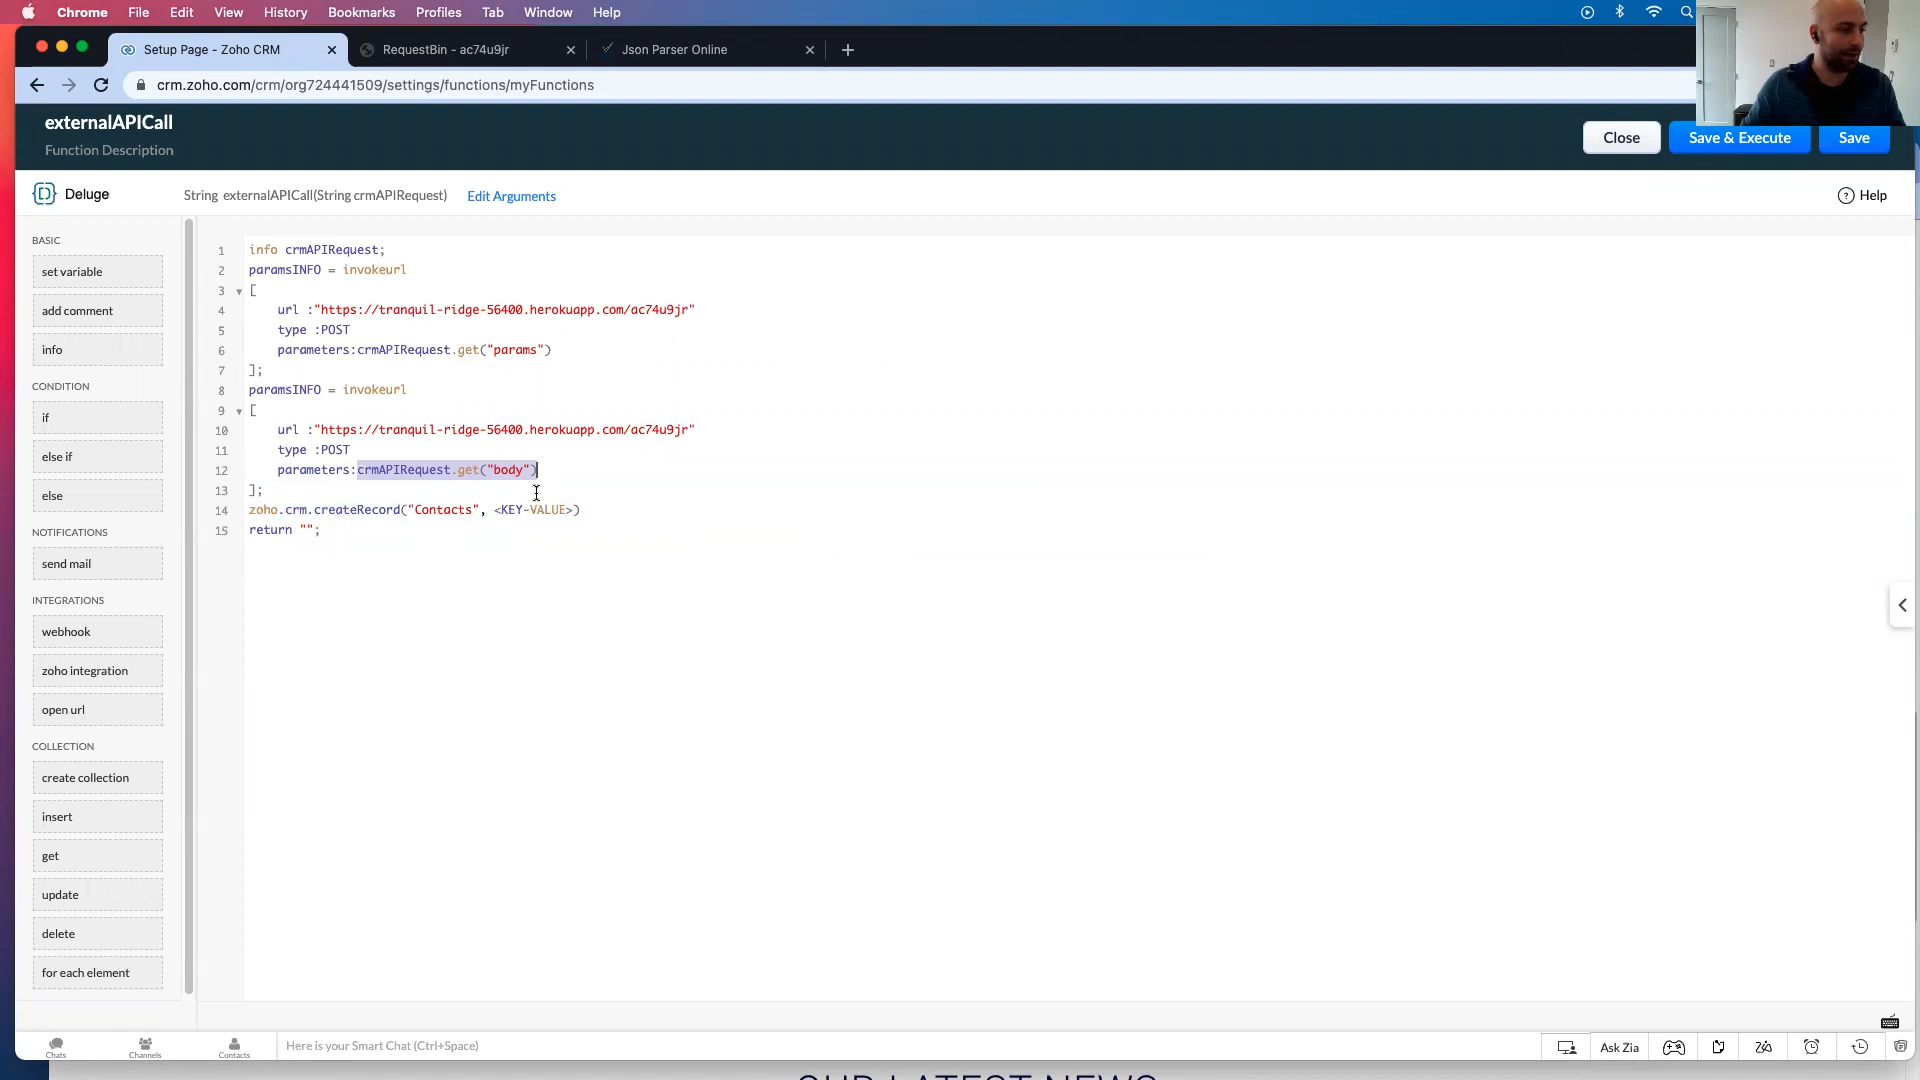 Chrome File Edit View History Bookmarks Profiles Tab Window Help
Setup Page - Zoho CRM
RequestBin - ac74u9jr
Json Parser Online
crm.zoho.com/crm/org724441509/settings/functions/myFunctions
externalAPICall
Function Description
Close
Save & Execute
Save
Deluge
String externalAPICall(String crmAPIRequest)
Edit Arguments
Help
BASIC
set variable
add comment
info
CONDITION
if
else if
else
NOTIFICATIONS
send mail
INTEGRATIONS
webhook
zoho integration
open url
COLLECTION
create collection
insert
get
update
delete
for each element
1 info crmAPIRequest;
2 paramsINFO = invokeurl
3 [
4 url :"https://tranquil-ridge-56400.herokuapp.com/ac74u9jr"
5 type :POST
6 parameters:crmAPIRequest.get("params")
7 ];
8 paramsINFO = invokeurl
9 [
10 url :"https://tranquil-ridge-56400.herokuapp.com/ac74u9jr"
11 type :POST
12 parameters:crmAPIRequest.get("body")
13 ];
14 zoho.crm.createRecord("Contacts", <KEY-VALUE>)
15 return "";
Chats
Channels
Contacts
Here is your Smart Chat (Ctrl+Space)
Ask Zia
OUR LATEST NEWS